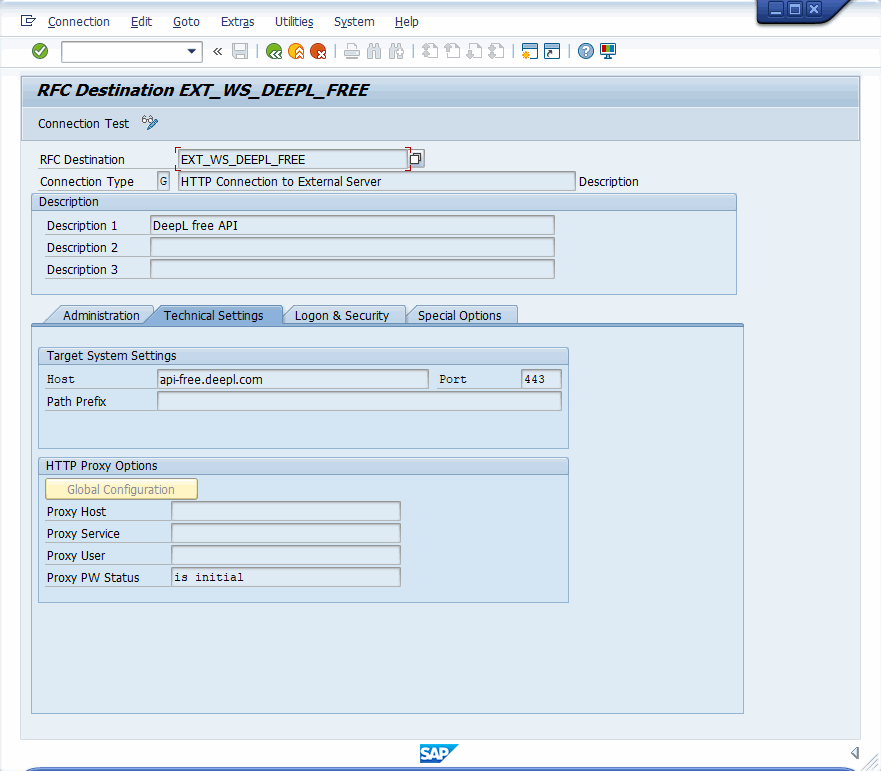 Connection Edit Goto Extras Utilities System Help
RFC Destination EXT_WS_DEEPL_FREE
Connection Test
RFC Destination EXT_WS_DEEPL_FREE
Connection Type G HTTP Connection to External Server Description
Description
Description 1 DeepL free API
Description 2
Description 3
Administration Technical Settings Logon & Security Special Options
Target System Settings
Host api-free.deepl.com Port 443
Path Prefix
HTTP Proxy Options
Global Configuration
Proxy Host
Proxy Service
Proxy User
Proxy PW Status is initial
SAP